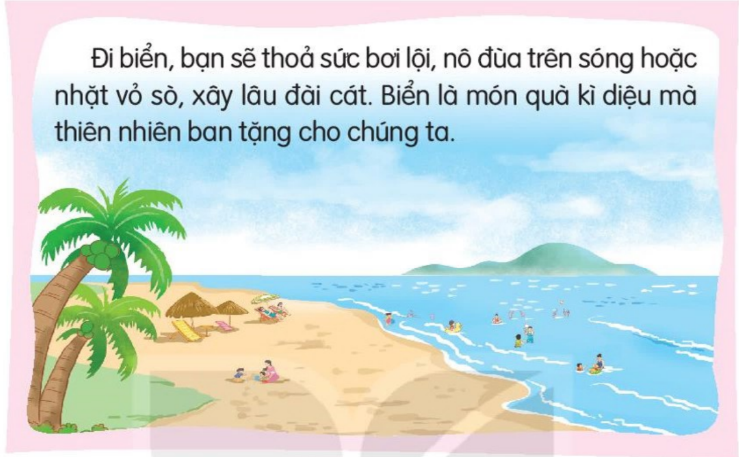 Đi biển, bạn sẽ thoả sức bơi lội, nô đùa trên sóng hoặc
nhặt vỏ sò, xây lâu đài cát. Biển là món quà kì diệu mà
thiên nhiên ban tặng cho chúng ta.